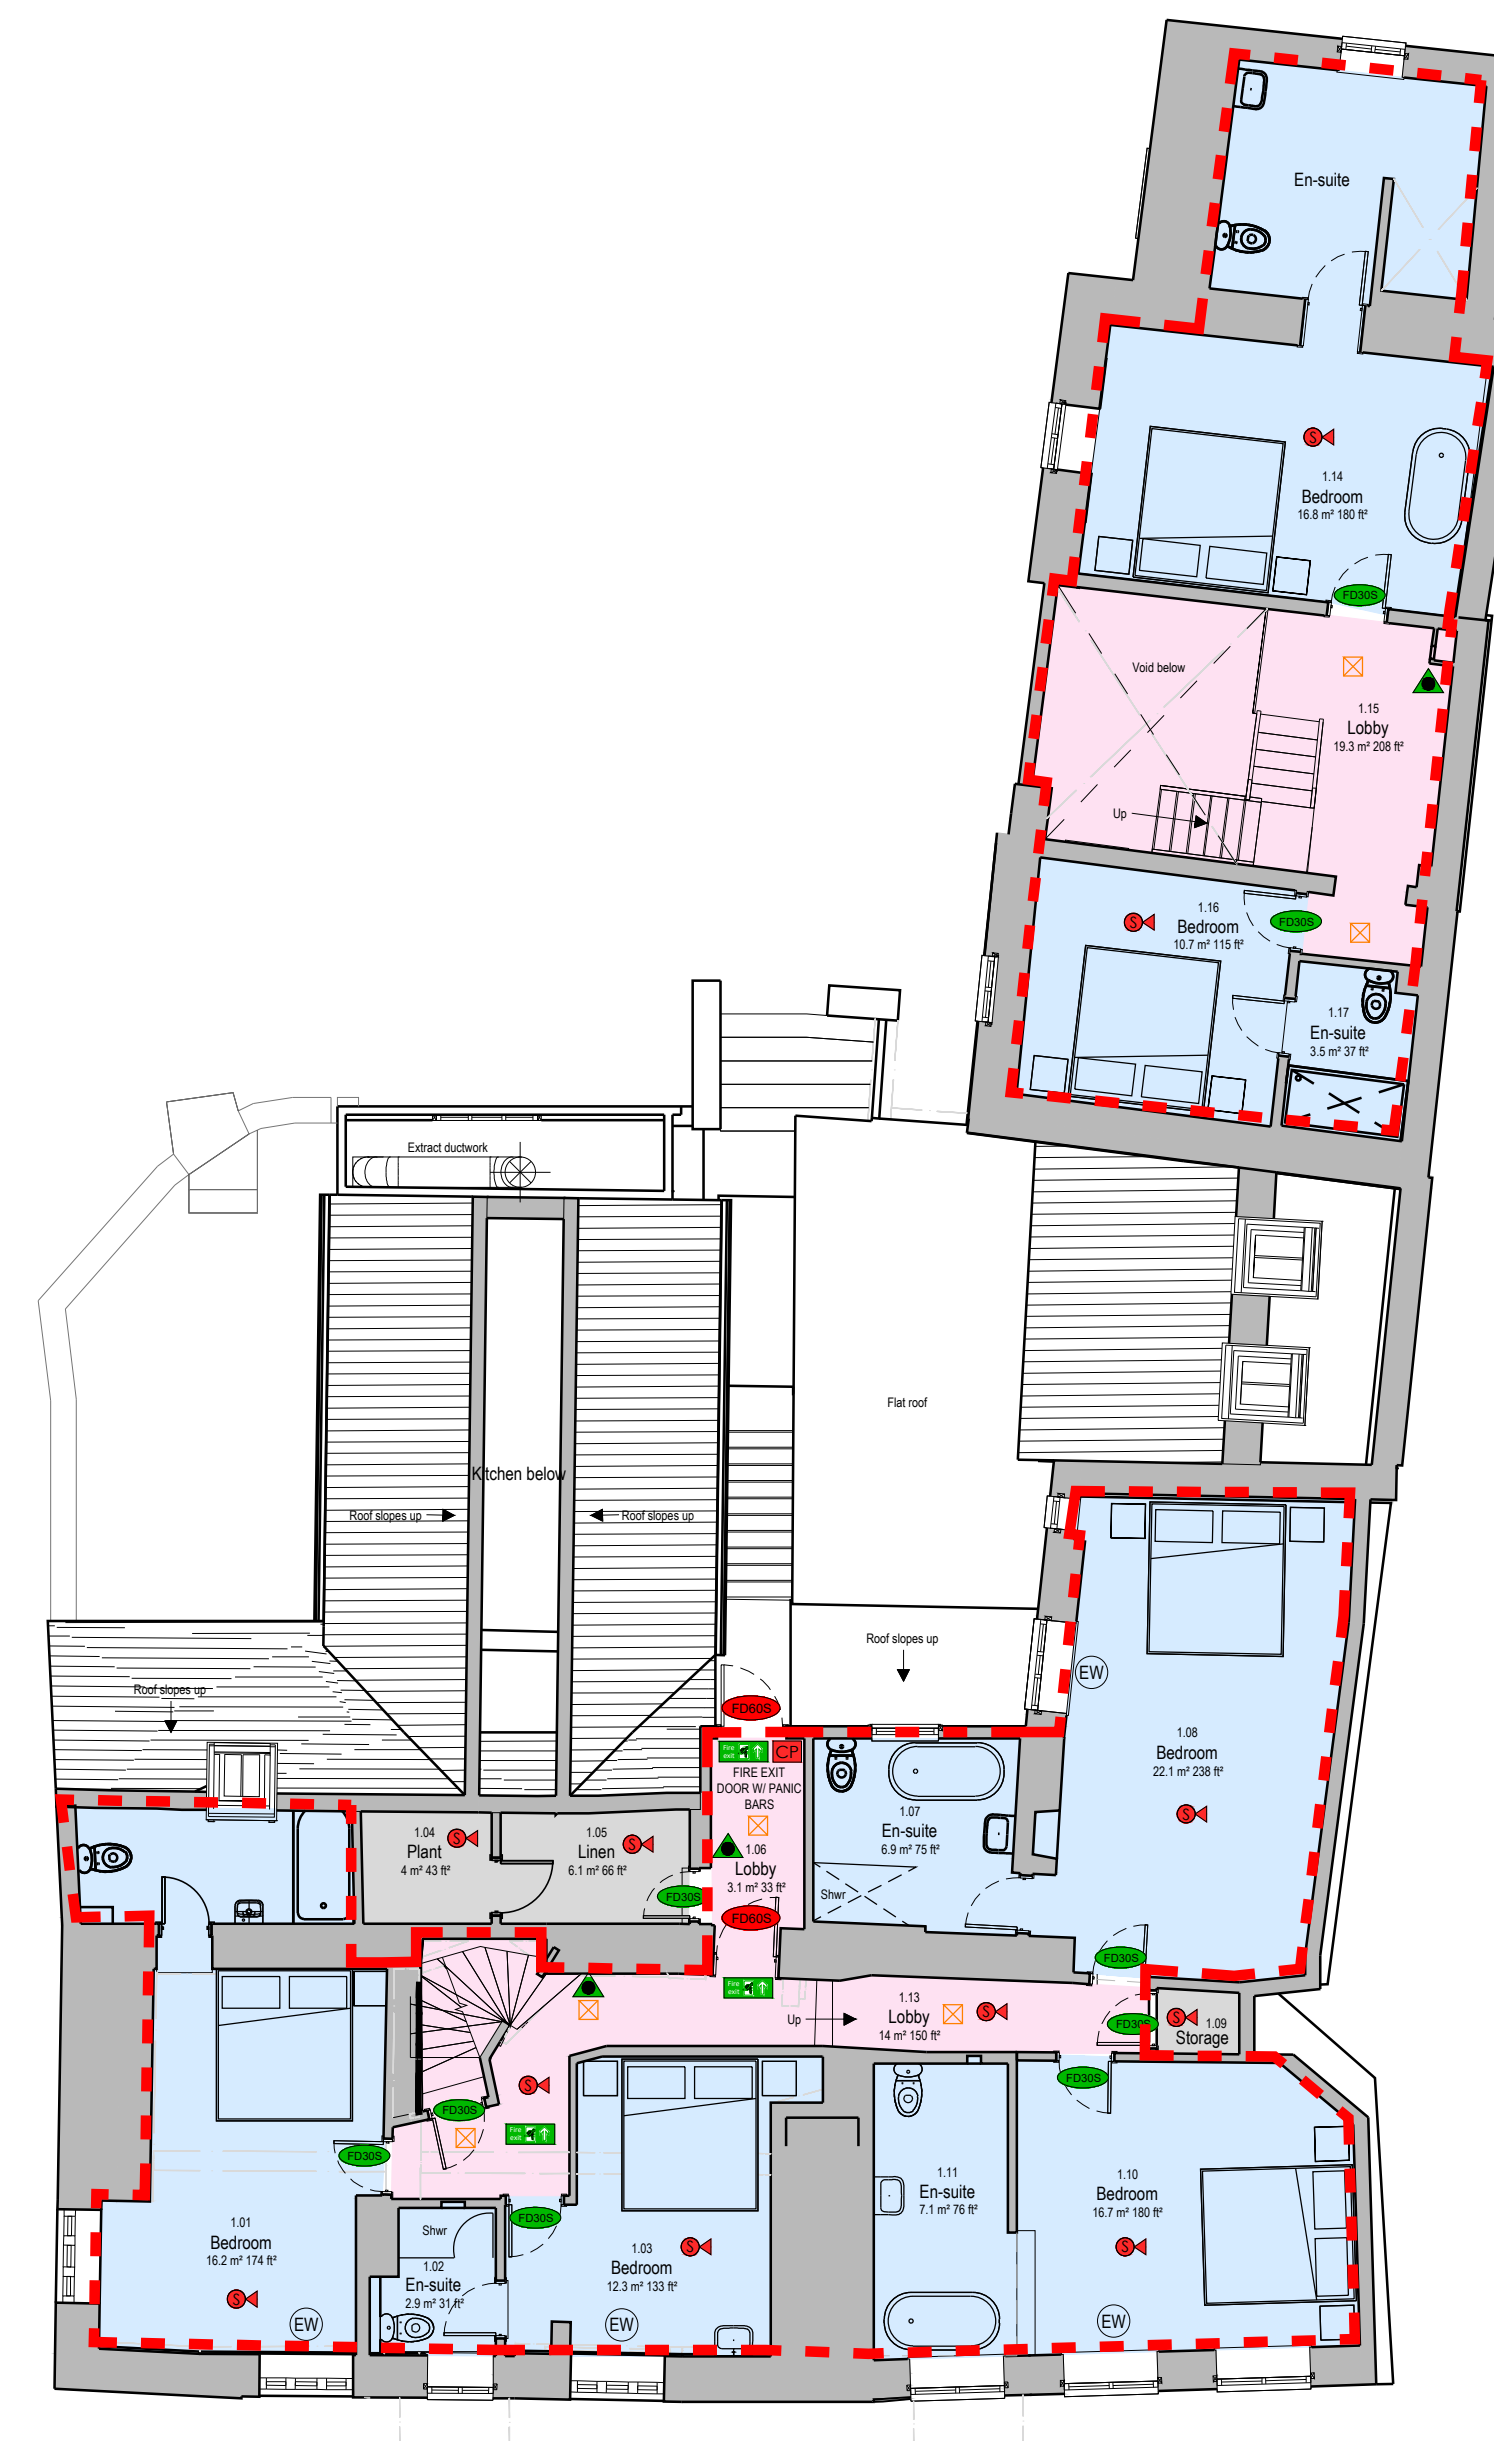 En-suite
S
1.14
Bedroom
16.8 m² 180 ft²
FD30S
Void below
1.15
Lobby
19.3 m² 208 ft²
Up
S
1.16
Bedroom
10.7 m² 115 ft²
FD30S
1.17
En-suite
3.5 m² 37 ft²
Extract ductwork
Flat roof
Kitchen below
Roof slopes up
Roof slopes up
Roof slopes up
Roof slopes up
EW
FD60S
Fire exit
CP
FIRE EXIT
DOOR W/ PANIC
BARS
1.08
Bedroom
22.1 m² 238 ft²
S
1.04
Plant
4 m² 43 ft²
S
1.05
Linen
6.1 m² 66 ft²
S
1.06
Lobby
3.1 m² 33 ft²
1.07
En-suite
6.9 m² 75 ft²
Shwr
FD30S
FD60S
FD30S
Fire exit
Up
1.13
Lobby
14 m² 150 ft²
S
FD30S
S
1.09
Storage
FD30S
S
FD30S
Fire exit
FD30S
FD30S
1.01
Bedroom
16.2 m² 174 ft²
S
EW
Shwr
1.02
En-suite
2.9 m² 31 ft²
1.03
Bedroom
12.3 m² 133 ft²
S
EW
1.11
En-suite
7.1 m² 76 ft²
1.10
Bedroom
16.7 m² 180 ft²
S
EW